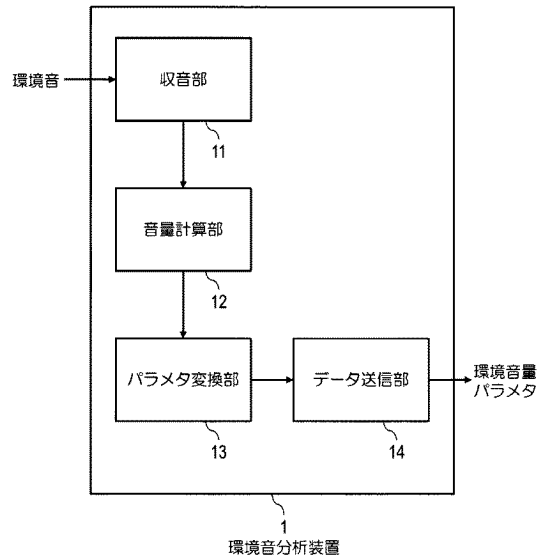 環境音
収音部
11
音量計算部
12
パラメタ変換部
13
データ送信部
14
環境音量
パラメタ
1
環境音分析装置